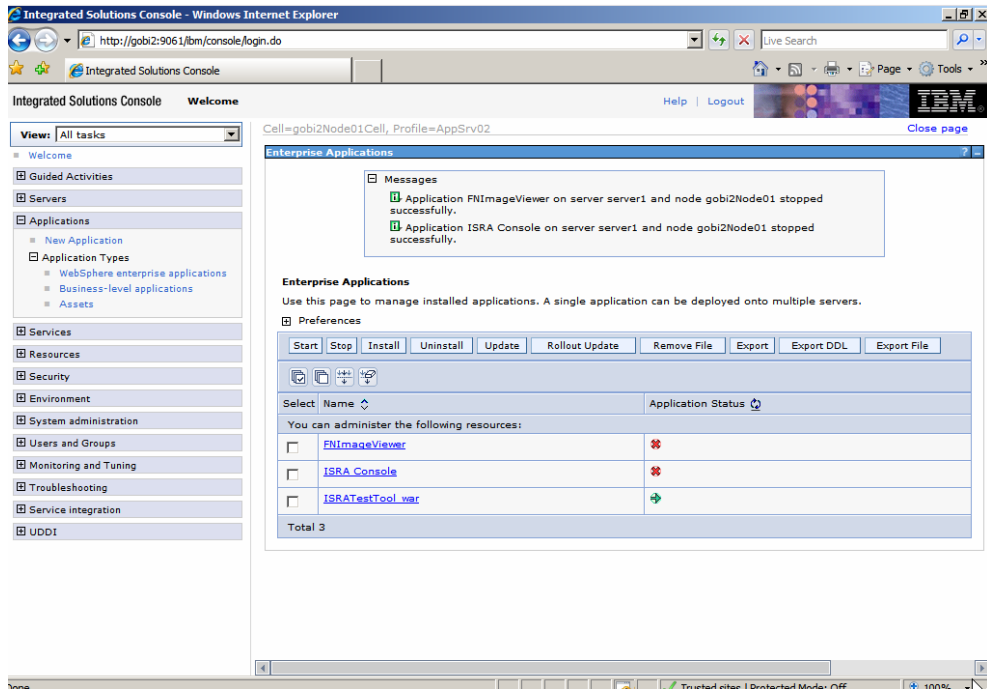 Integrated Solutions Console - Windows Internet Explorer
http://gobi2:9061/ibm/console/login.do
Live Search
Integrated Solutions Console
Page
Tools
»
Integrated Solutions Console Welcome
Help | Logout
IBM®
View: All tasks
Cell=gobi2Node01Cell, Profile=AppSrv02
Close page
Welcome
Guided Activities
Servers
Applications
New Application
Application Types
WebSphere enterprise applications
Business-level applications
Assets
Services
Resources
Security
Environment
System administration
Users and Groups
Monitoring and Tuning
Troubleshooting
Service integration
UDDI
Enterprise Applications
? -
Messages
Application FNImageViewer on server server1 and node gobi2Node01 stopped
successfully.
Application ISRA Console on server server1 and node gobi2Node01 stopped
successfully.
Enterprise Applications
Use this page to manage installed applications. A single application can be deployed onto multiple servers.
Preferences
Start Stop Install Uninstall Update Rollout Update Remove File Export Export DDL Export File
Select Name Application Status
You can administer the following resources:
FNImageViewer
ISRA Console
ISRATestTool_war
Total 3
Done
Trusted sites | Protected Mode: Off
100%